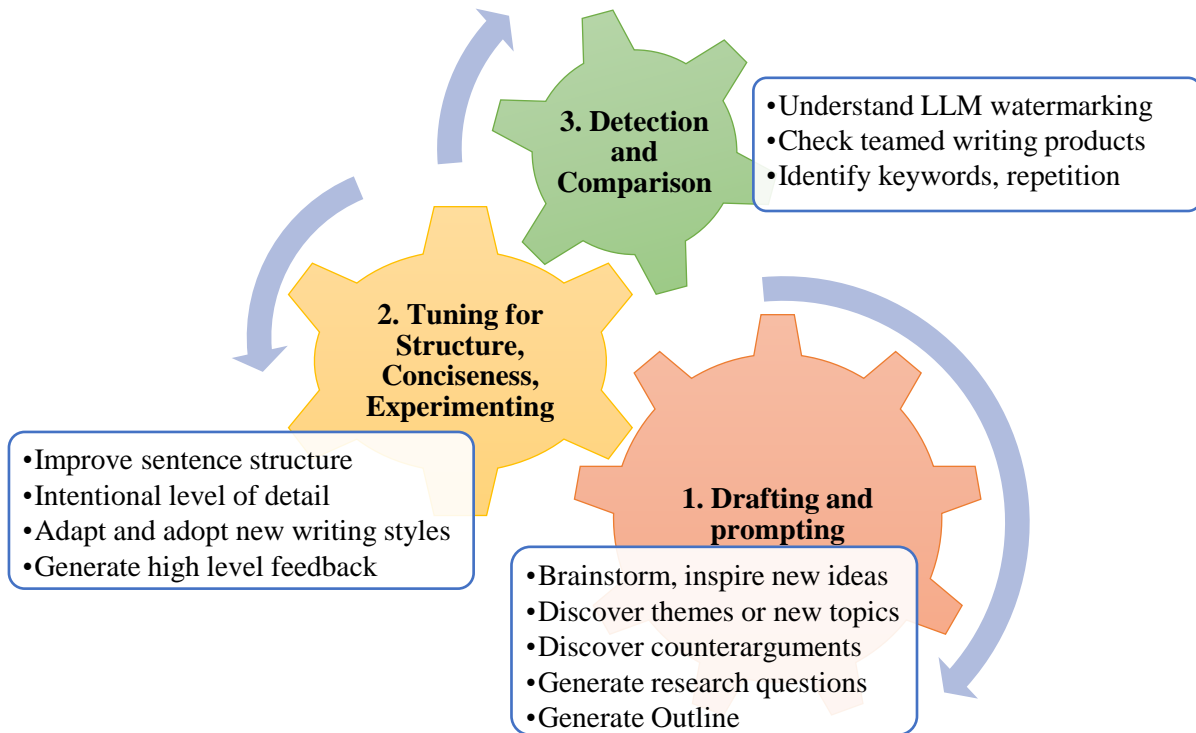 3. Detection
and
Comparison
•Understand LLM watermarking
•Check teamed writing products
•Identify keywords, repetition
2. Tuning for
Structure,
Conciseness,
Experimenting
•Improve sentence structure
•Intentional level of detail
•Adapt and adopt new writing styles
•Generate high level feedback
1. Drafting and
prompting
•Brainstorm, inspire new ideas
•Discover themes or new topics
•Discover counterarguments
•Generate research questions
•Generate Outline